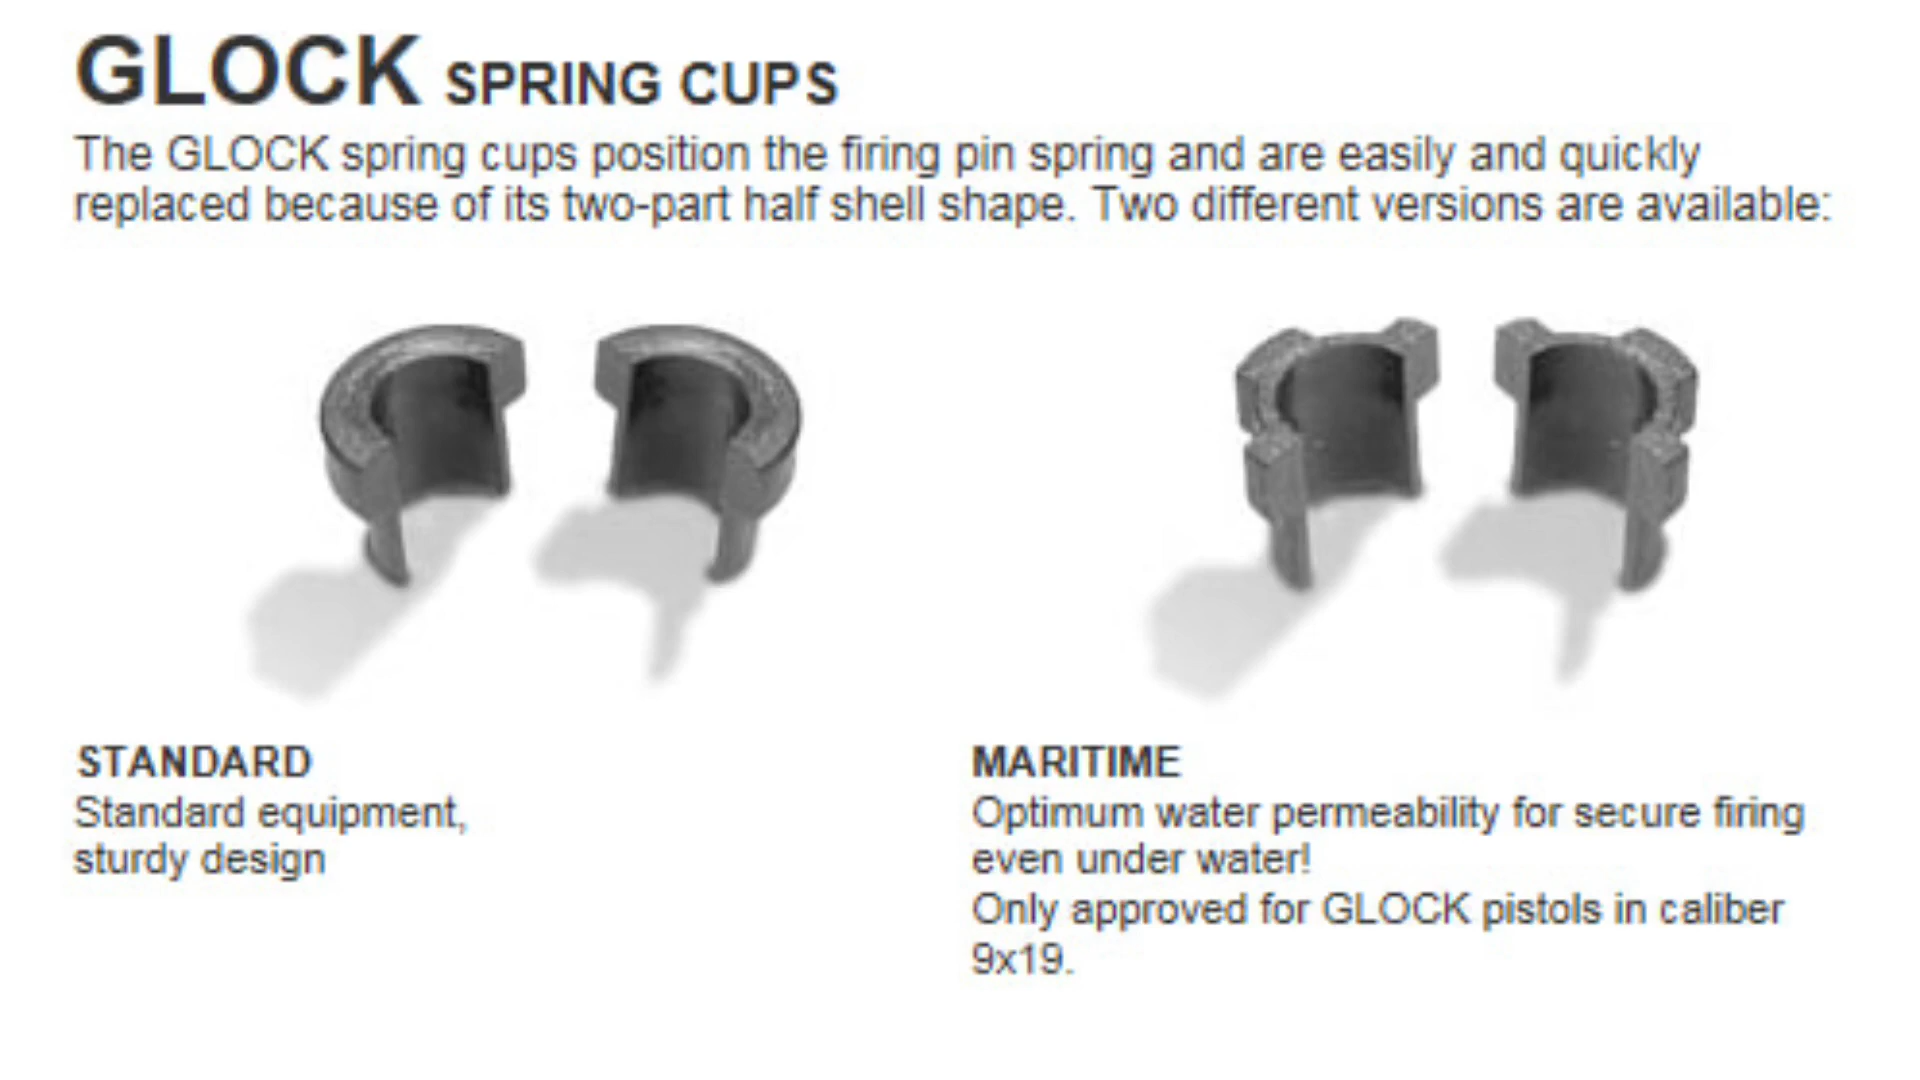 GLOCK SPRING CUPS
The GLOCK spring cups position the firing pin spring and are easily and quickly
replaced because of its two-part half shell shape. Two different versions are available:
STANDARD
Standard equipment,
sturdy design
MARITIME
Optimum water permeability for secure firing
even under water!
Only approved for GLOCK pistols in caliber
9x19.